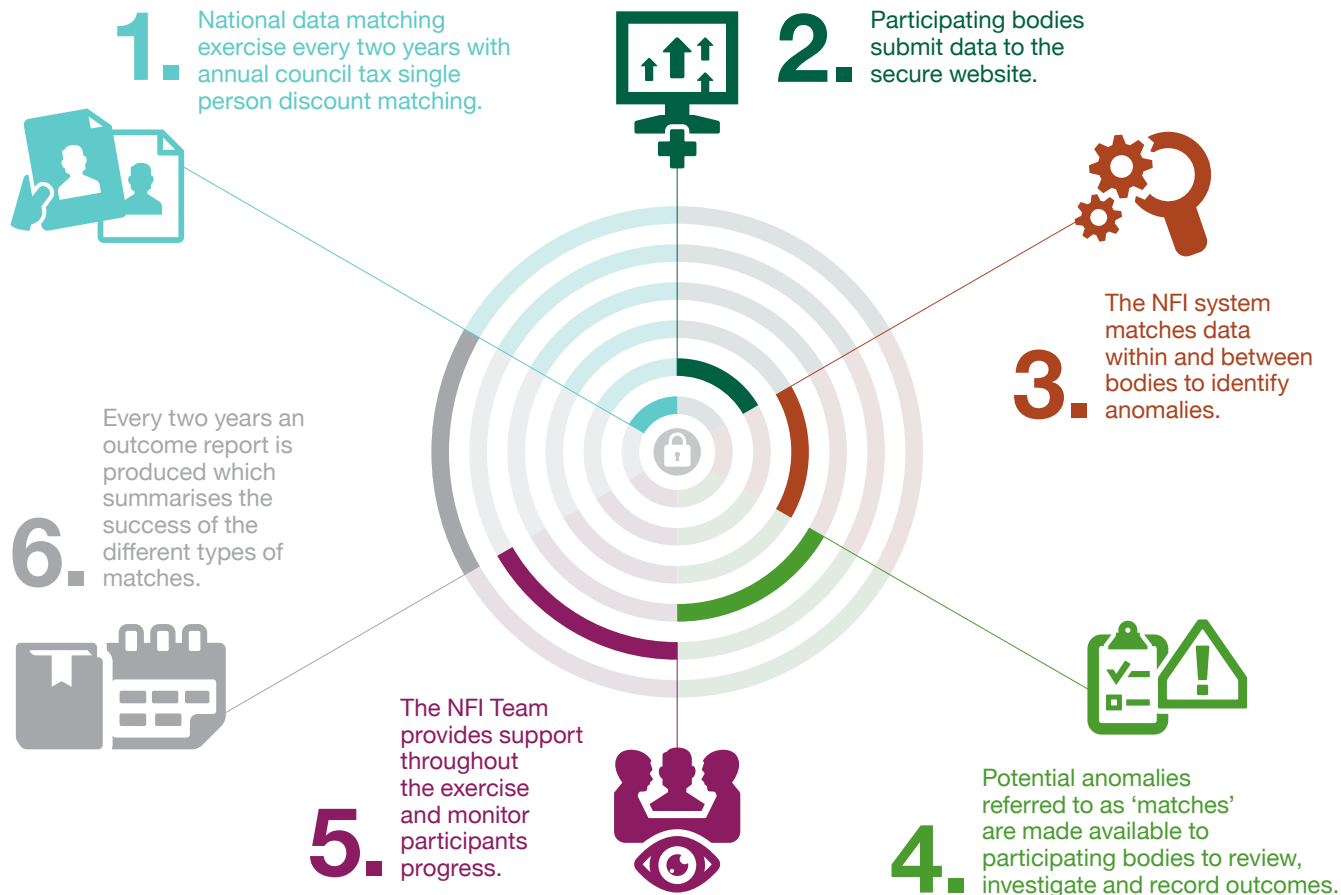 1.
National data matching
exercise every two years with
annual council tax single
person discount matching.
2.
Participating bodies
submit data to the
secure website.
3.
The NFI system
matches data
within and between
bodies to identify
anomalies.
4.
Potential anomalies
referred to as ‘matches’
are made available to
participating bodies to review,
investigate and record outcomes.
5.
The NFI Team
provides support
throughout
the exercise
and monitor
participants
progress.
6.
Every two years an
outcome report is
produced which
summarises the
success of the
different types of
matches.